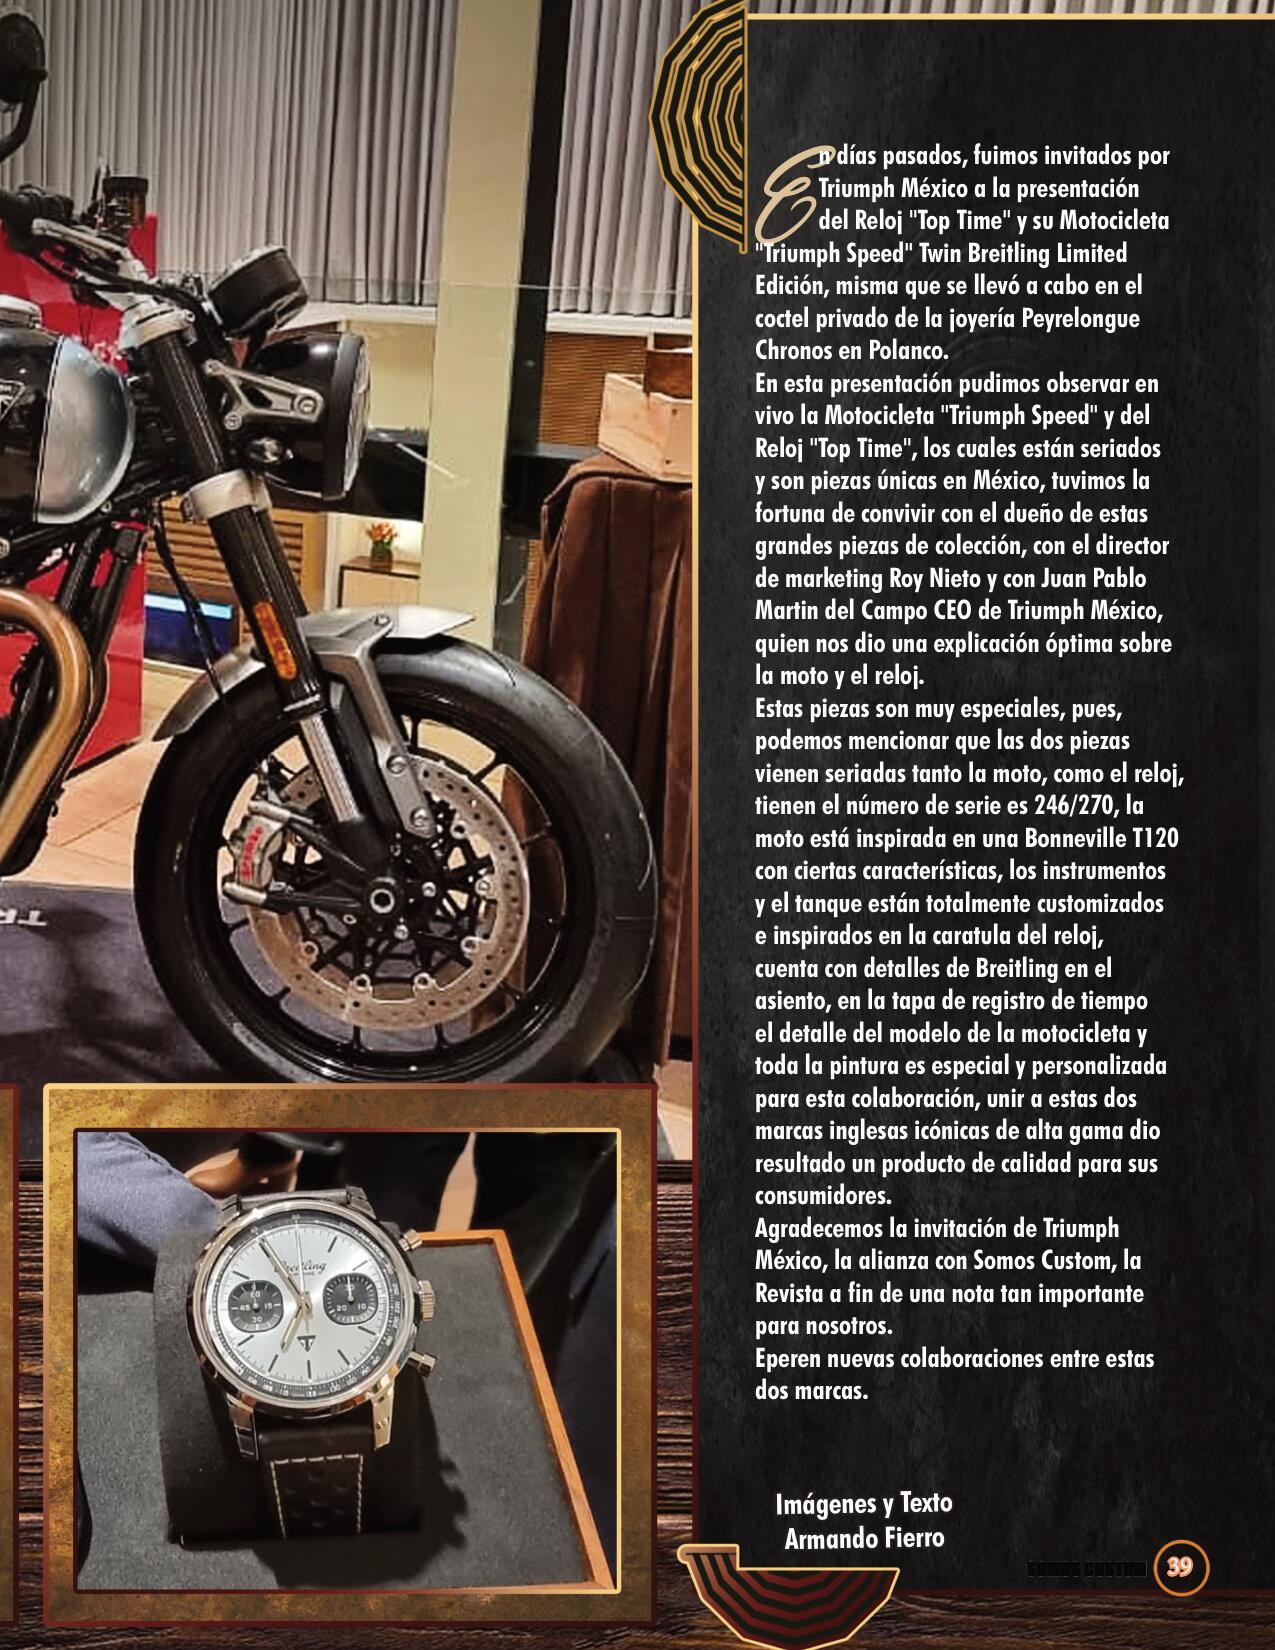 En días pasados, fuimos invitados por
Triumph México a la presentación
del Reloj "Top Time" y su Motocicleta
"Triumph Speed" Twin Breitling Limited
Edición, misma que se llevó a cabo en el
coctel privado de la joyería Peyrelongue
Chronos en Polanco.
En esta presentación pudimos observar en
vivo la Motocicleta "Triumph Speed" y del
Reloj "Top Time", los cuales están seriados
y son piezas únicas en México, tuvimos la
fortuna de convivir con el dueño de estas
grandes piezas de colección, con el director
de marketing Roy Nieto y con Juan Pablo
Martin del Campo CEO de Triumph México,
quien nos dio una explicación óptima sobre
la moto y el reloj.
Estas piezas son muy especiales, pues,
podemos mencionar que las dos piezas
vienen seriadas tanto la moto, como el reloj,
tienen el número de serie es 246/270, la
moto está inspirada en una Bonneville T120
con ciertas características, los instrumentos
y el tanque están totalmente customizados
e inspirados en la caratula del reloj,
cuenta con detalles de Breitling en el
asiento, en la tapa de registro de tiempo
el detalle del modelo de la motocicleta y
toda la pintura es especial y personalizada
para esta colaboración, unir a estas dos
marcas inglesas icónicas de alta gama dio
resultado un producto de calidad para sus
consumidores.
Agradecemos la invitación de Triumph
México, la alianza con Somos Custom, la
Revista a fin de una nota tan importante
para nosotros.
Eperen nuevas colaboraciones entre estas
dos marcas.
Imágenes y Texto
Armando Fierro
SOMOS CUSTOM 39
Breitling
60
45 15
30
20 10